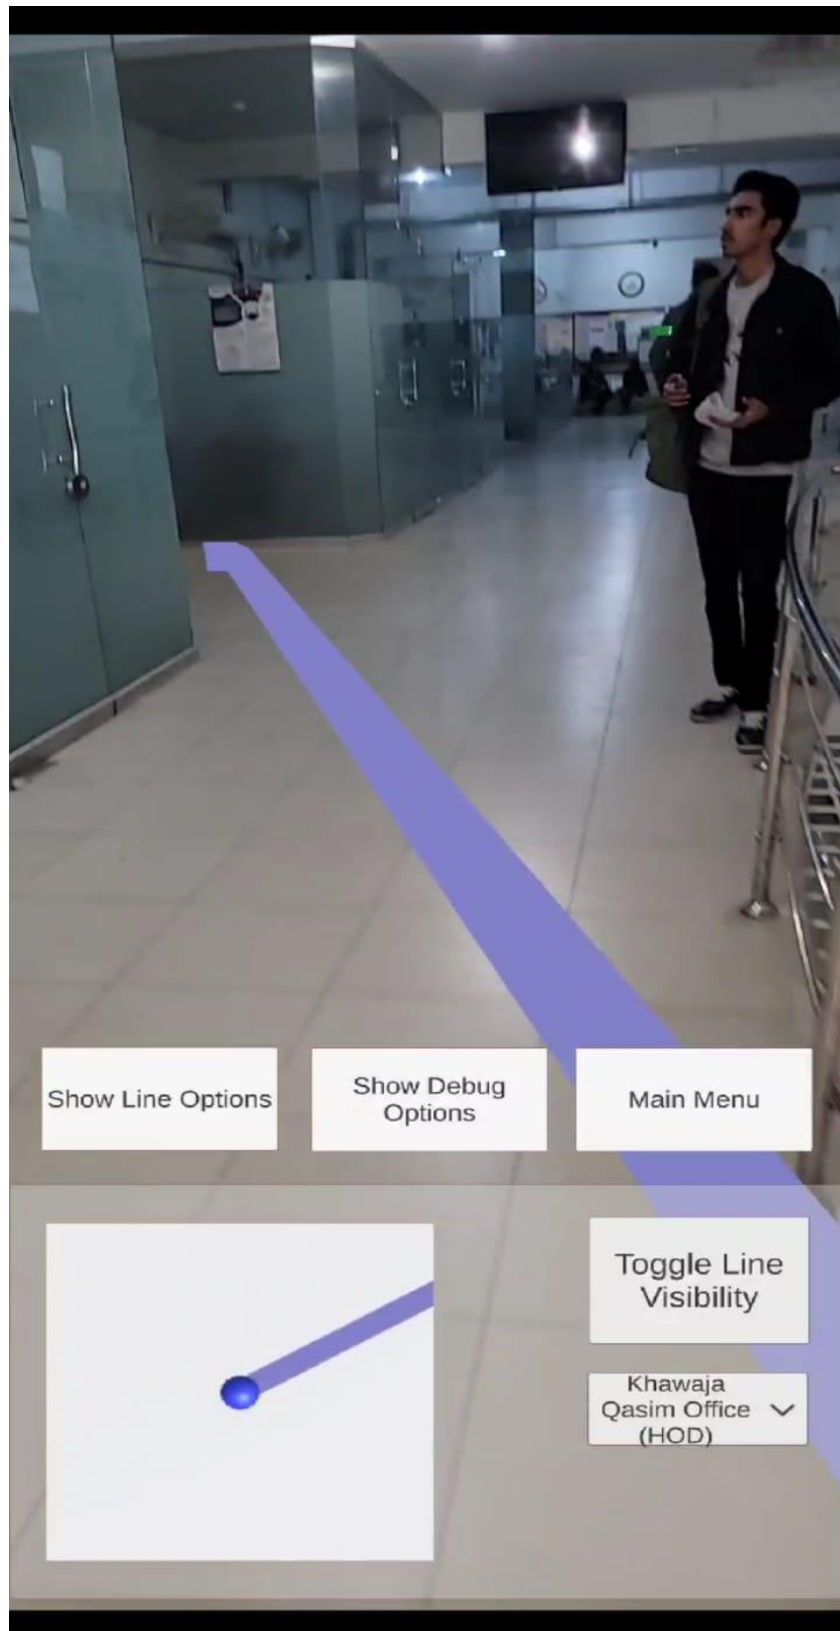 Show Line Options
Show Debug
Options
Main Menu
Toggle Line
Visibility
Khawaja
Qasim Office
(HOD)